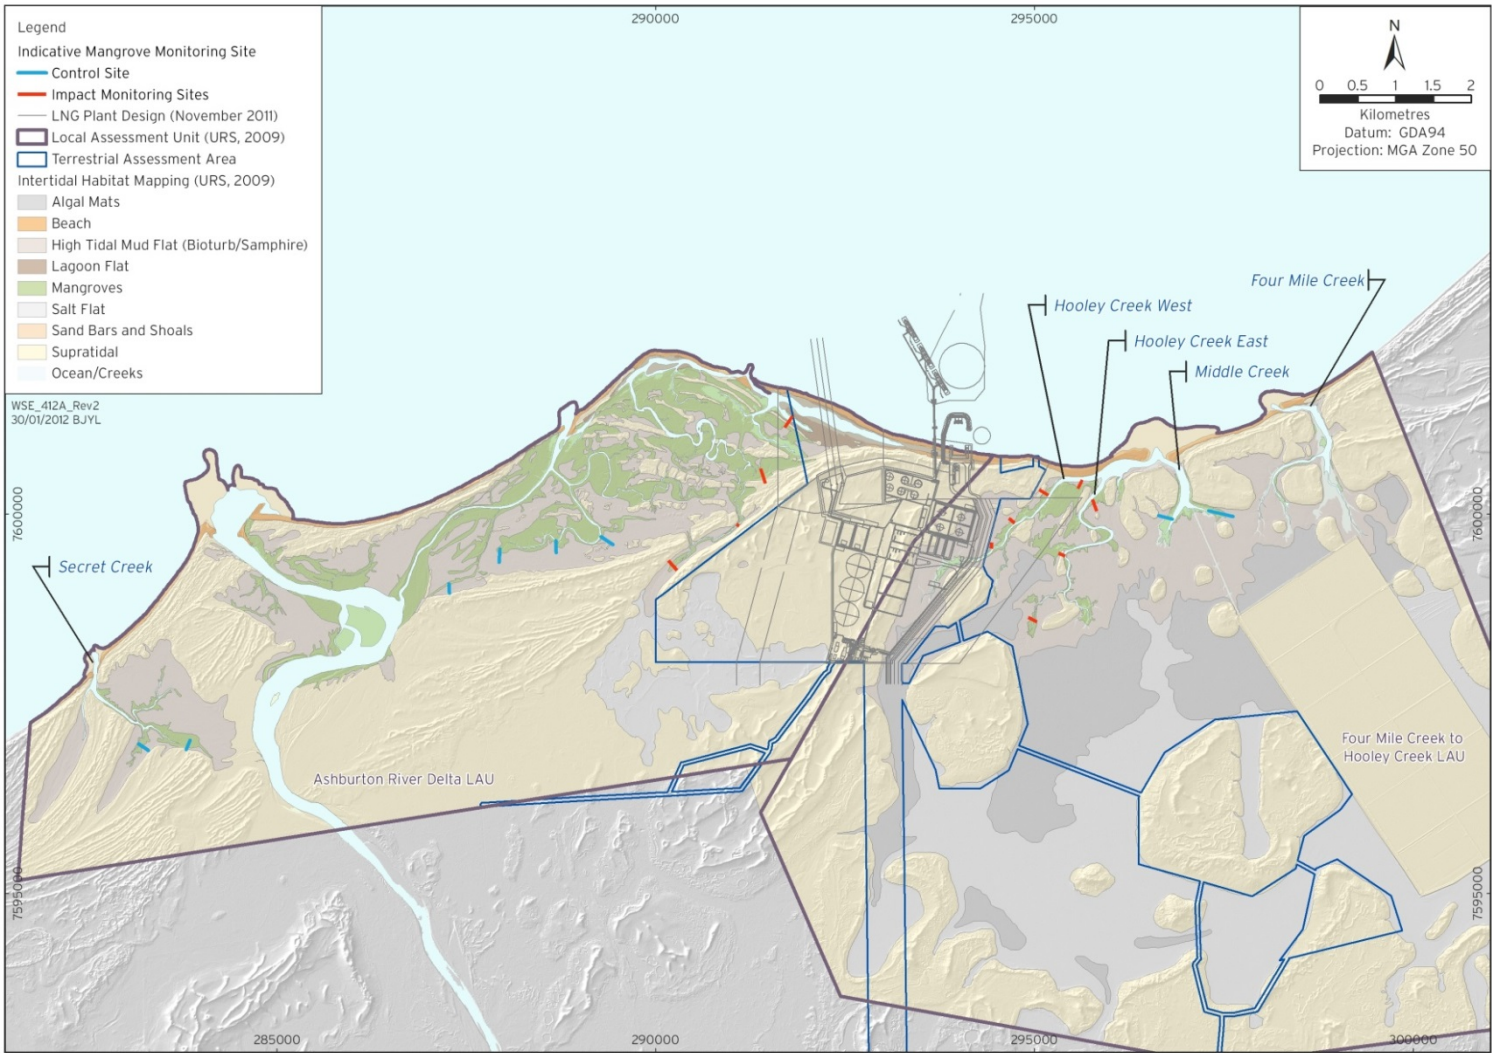 290000
295000
Legend
Indicative Mangrove Monitoring Site
Control Site
Impact Monitoring Sites
LNG Plant Design (November 2011)
Local Assessment Unit (URS, 2009)
Terrestrial Assessment Area
Intertidal Habitat Mapping (URS, 2009)
Algal Mats
Beach
High Tidal Mud Flat (Bioturb/Samphire)
Lagoon Flat
Mangroves
Salt Flat
Sand Bars and Shoals
Supratidal
Ocean/Creeks
N
0 0.5 1 1.5 2
Kilometres
Datum: GDA94
Projection: MGA Zone 50
WSE_412A_Rev2
30/01/2012 BJYL
Four Mile Creek
Hooley Creek West
Hooley Creek East
Middle Creek
7600000
7600000
Secret Creek
Four Mile Creek to
Hooley Creek LAU
Ashburton River Delta LAU
7595000
7595000
285000
290000
295000
300000